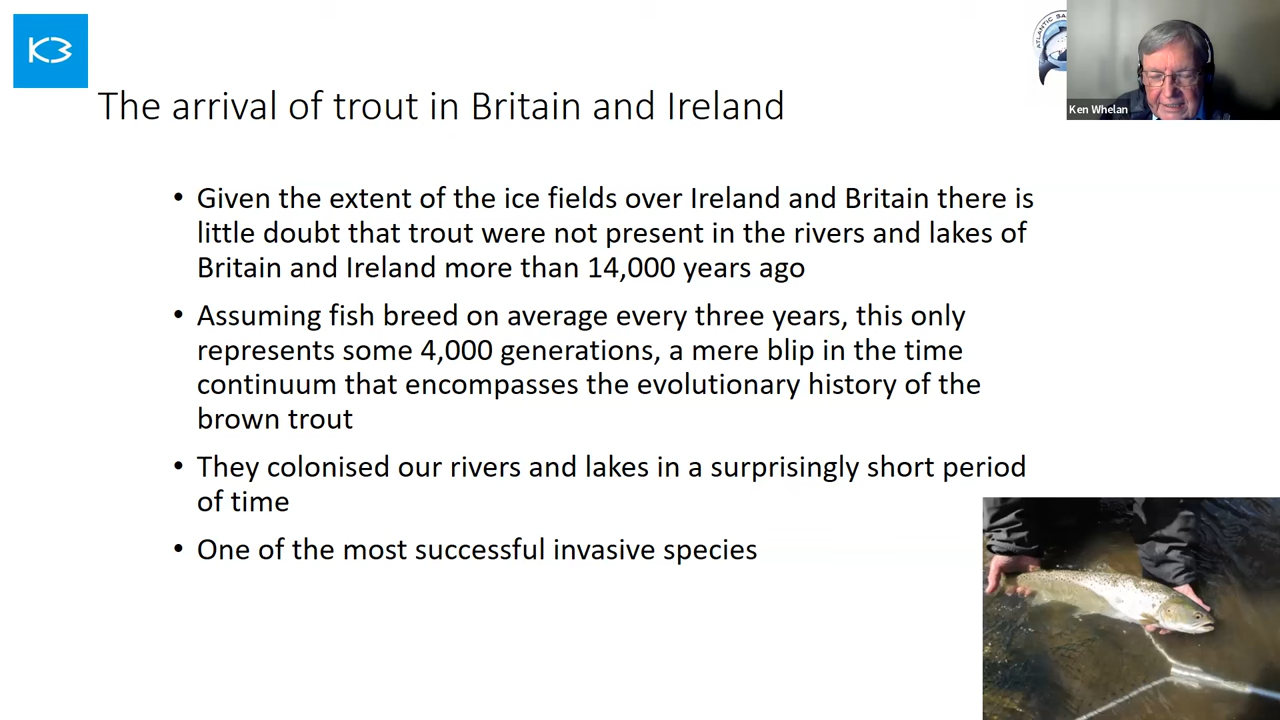 K3
ATLANTIC SA
Ken Whelan
The arrival of trout in Britain and Ireland
• Given the extent of the ice fields over Ireland and Britain there is
little doubt that trout were not present in the rivers and lakes of
Britain and Ireland more than 14,000 years ago
• Assuming fish breed on average every three years, this only
represents some 4,000 generations, a mere blip in the time
continuum that encompasses the evolutionary history of the
brown trout
• They colonised our rivers and lakes in a surprisingly short period
of time
• One of the most successful invasive species